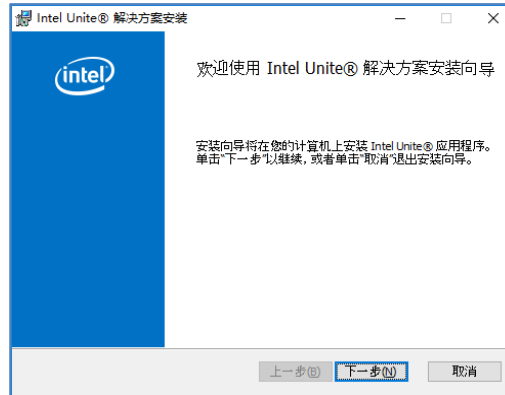 Intel Unite® 解决方案安装
intel
欢迎使用 Intel Unite® 解决方案安装向导
安装向导将在您的计算机上安装 Intel Unite® 应用程序。
单击"下一步"以继续，或者单击"取消"退出安装向导。
上一步(B) 下一步(N) 取消